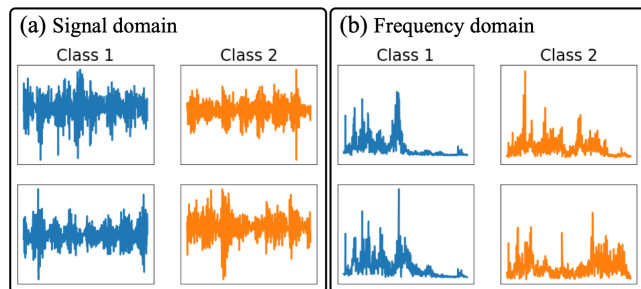 (a) Signal domain
Class 1 Class 2
(b) Frequency domain
Class 1 Class 2